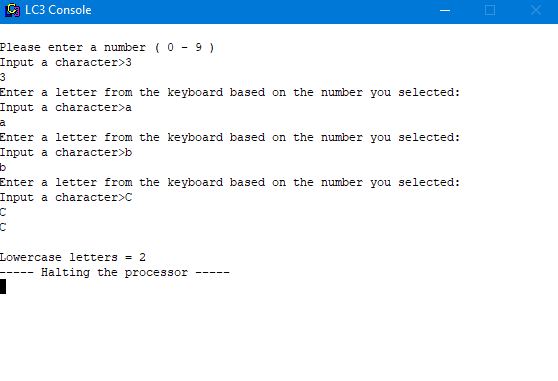 LC3 Console
Please enter a number ( 0 - 9 )
Input a character>3
3
Enter a letter from the keyboard based on the number you selected:
Input a character>a
a
Enter a letter from the keyboard based on the number you selected:
Input a character>b
b
Enter a letter from the keyboard based on the number you selected:
Input a character>C
C
C
Lowercase letters = 2
----- Halting the processor -----